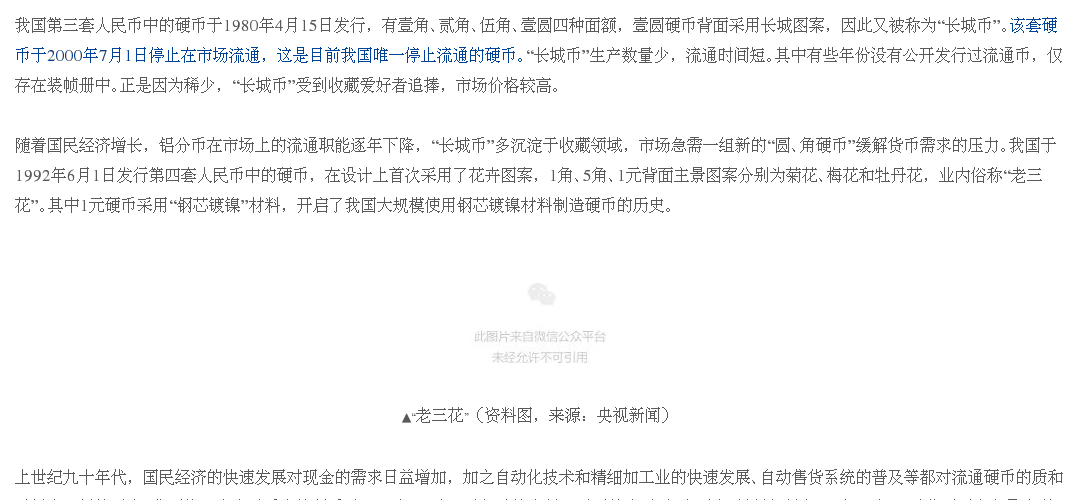 我国第三套人民币中的硬币于1980年4月15日发行，有壹角、贰角、伍角、壹圆四种面额，壹圆硬币背面采用长城图案，因此又被称为“长城币”。该套硬
币于2000年7月1日停止在市场流通，这是目前我国唯一停止流通的硬币。“长城币”生产数量少，流通时间短。其中有些年份没有公开发行过流通币，仅
存在装帧册中。正是因为稀少，“长城币”受到收藏爱好者追捧，市场价格较高。
随着国民经济增长，铝分币在市场上的流通职能逐年下降，“长城币”多沉淀于收藏领域，市场急需一组新的“圆、角硬币”缓解货币需求的压力。我国于
1992年6月1日发行第四套人民币中的硬币，在设计上首次采用了花卉图案，1角、5角、1元背面主景图案分别为菊花、梅花和牡丹花，业内俗称“老三
花”。其中1元硬币采用“钢芯镀镍”材料，开启了我国大规模使用钢芯镀镍材料制造硬币的历史。
此图片来自微信公众平台
未经允许不可引用
▲“老三花”（资料图，来源：央视新闻）
上世纪九十年代，国民经济的快速发展对现金的需求日益增加，加之自动化技术和精细加工业的快速发展、自动售货系统的普及等都对流通硬币的质和